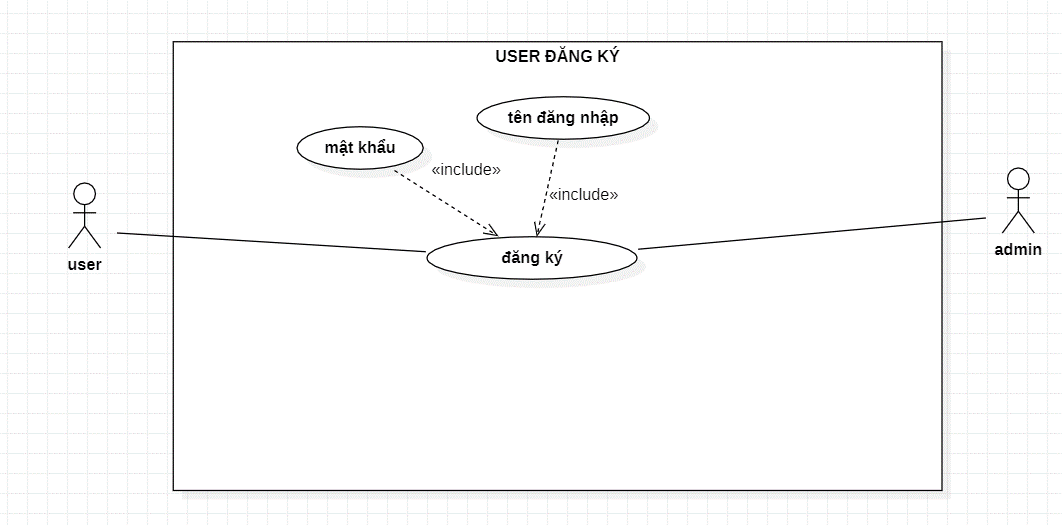 USER ĐĂNG KÝ
tên đăng nhập
mật khẩu
«include»
«include»
user
đăng ký
admin